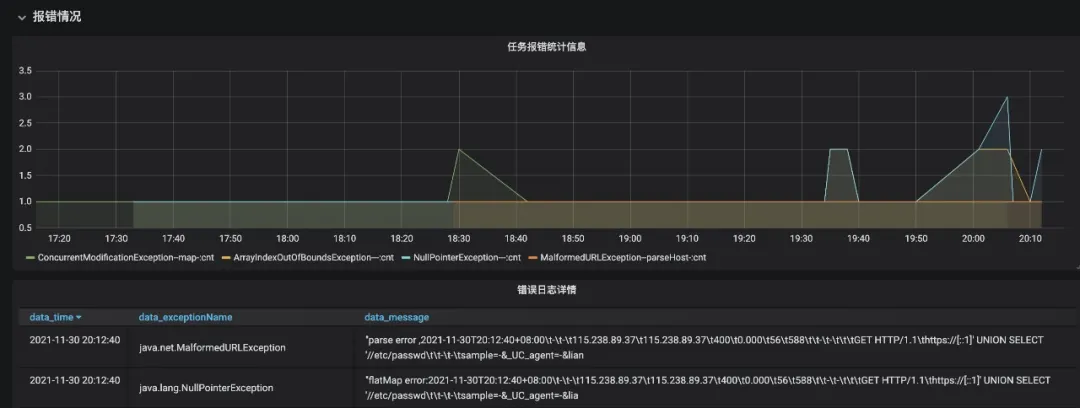 报错情况
任务报错统计信息
3.5
3.0
2.5
2.0
1.5
1.0
0.5
17:20 17:30 17:40 17:50 18:00 18:10 18:20 18:30 18:40 18:50 19:00 19:10 19:20 19:30 19:40 19:50 20:00 20:10
ConcurrentModificationException--map-:cnt ArrayIndexOutOfBoundsException—-:cnt NullPointerException—-:cnt MalformedURLException--parseHost-:cnt
错误日志详情
data_time data_exceptionName data_message
2021-11-30 20:12:40 java.net.MalformedURLException "parse error ,2021-11-30T20:12:40+08:00\t-\t-\t115.238.89.37\t115.238.89.37\t400\t0.000\t56\t588\t\t-\t-\t\t\tGET HTTP/1.1\thttps://[::1]' UNION SELECT
'//etc/passwd\t\t-\t-\tsample=-&_UC_agent=-&lian
2021-11-30 20:12:40 java.lang.NullPointerException "flatMap error:2021-11-30T20:12:40+08:00\t-\t-\t115.238.89.37\t115.238.89.37\t400\t0.000\t56\t588\t\t-\t-\t\t\tGET HTTP/1.1\thttps://[::1]' UNION SELECT
'//etc/passwd\t\t-\t-\tsample=-&_UC_agent=-&lia